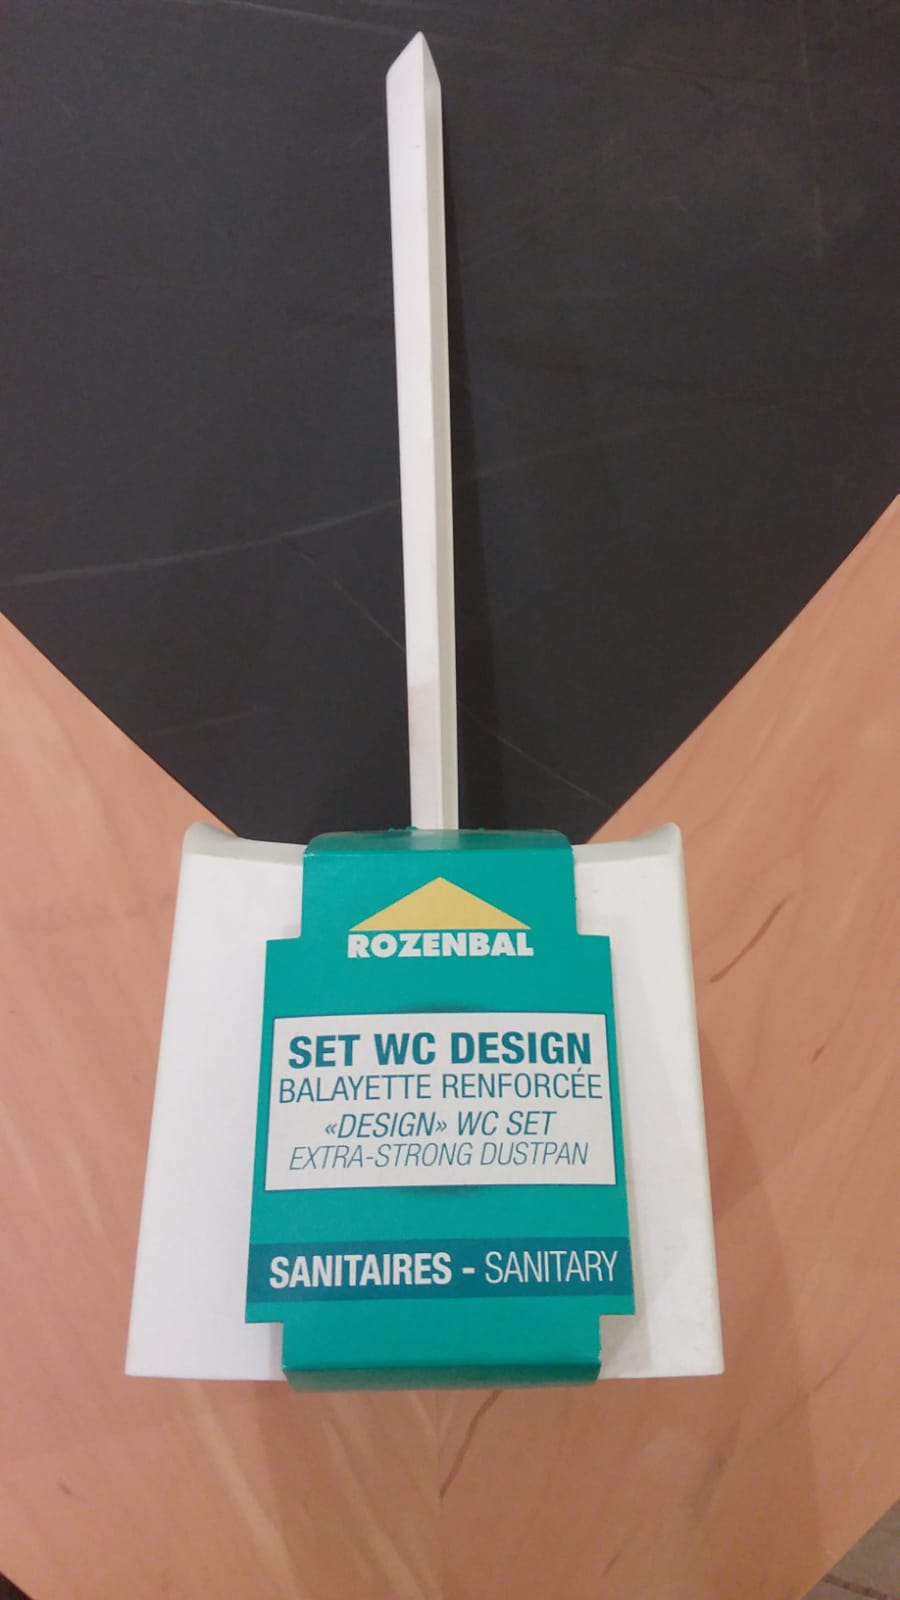 ROZENBAL
SET WC DESIGN
BALAYETTE RENFORCÉE
«DESIGN» WC SET
EXTRA-STRONG DUSTPAN
SANITAIRES - SANITARY